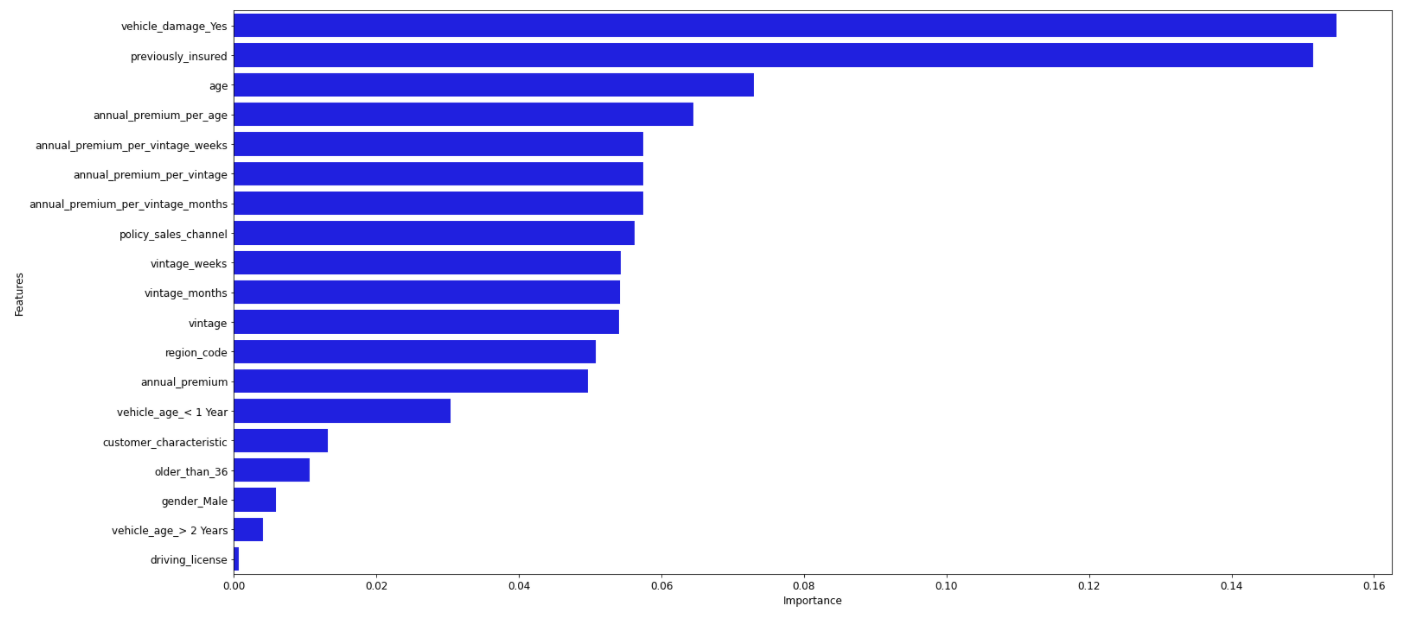 vehicle_damage_Yes
previously_insured
age
annual_premium_per_age
annual_premium_per_vintage_weeks
annual_premium_per_vintage
annual_premium_per_vintage_months
policy_sales_channel
vintage_weeks
vintage_months
vintage
region_code
annual_premium
vehicle_age_< 1 Year
customer_characteristic
older_than_36
gender_Male
vehicle_age_> 2 Years
driving_license
Features
0.00 0.02 0.04 0.06 0.08 0.10 0.12 0.14 0.16
Importance